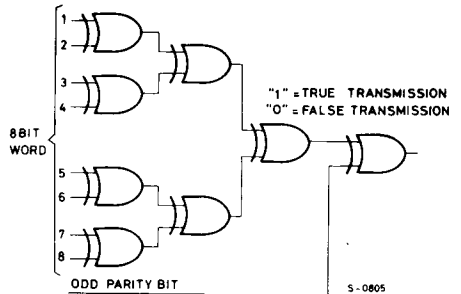 1
2
3
4
"1" = TRUE TRANSMISSION
"0" = FALSE TRANSMISSION
8BIT
WORD
5
6
7
8
ODD PARITY BIT
S-0805